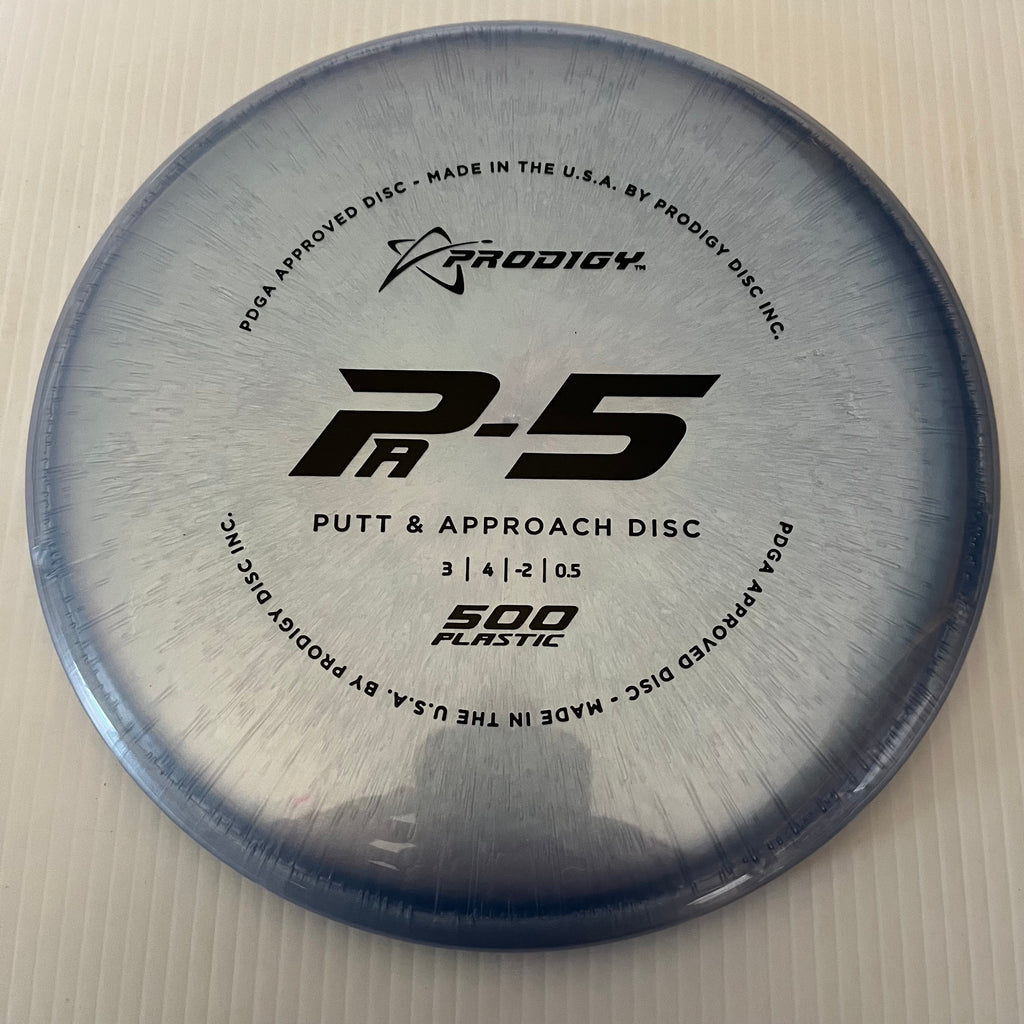 PDGA APPROVED DISC - MADE IN THE U.S.A. BY PRODIGY DISC INC.
PRODIGY™
PA-5
PUTT & APPROACH DISC
3 | 4 | -2 | 0.5
500
PLASTIC
PDGA APPROVED DISC - MADE IN THE U.S.A. BY PRODIGY DISC INC.